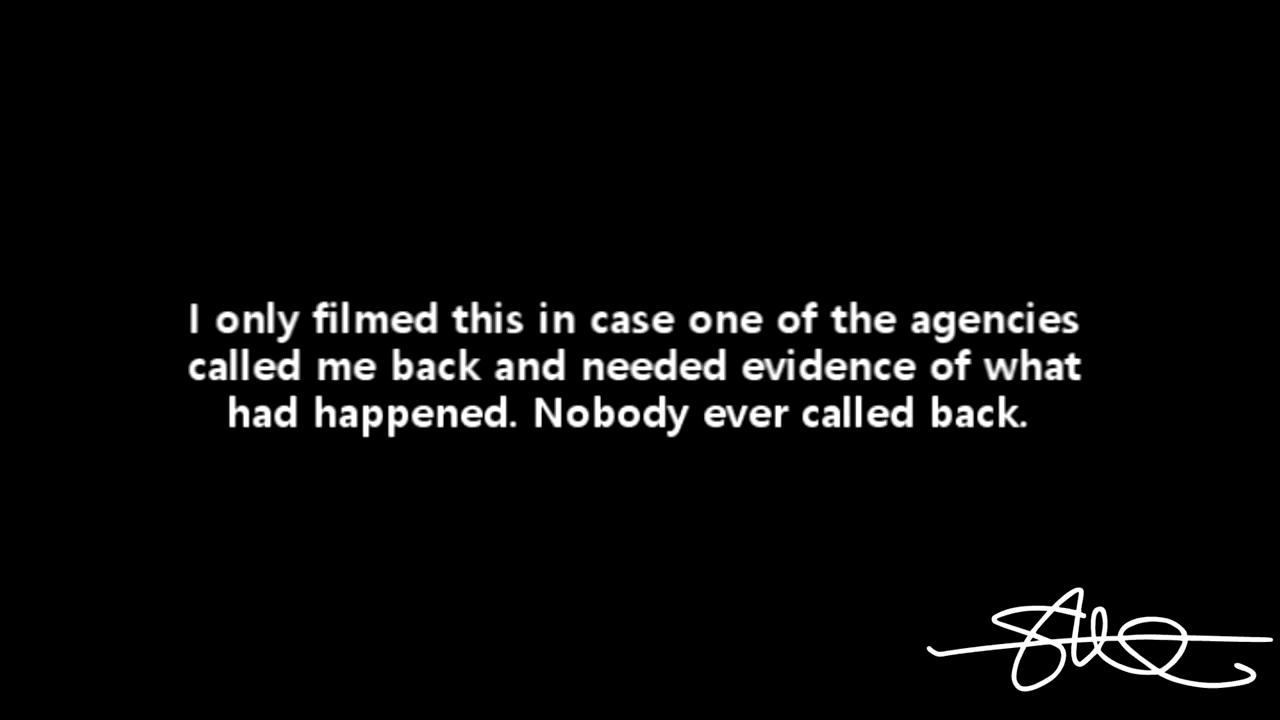 I only filmed this in case one of the agencies
called me back and needed evidence of what
had happened. Nobody ever called back.